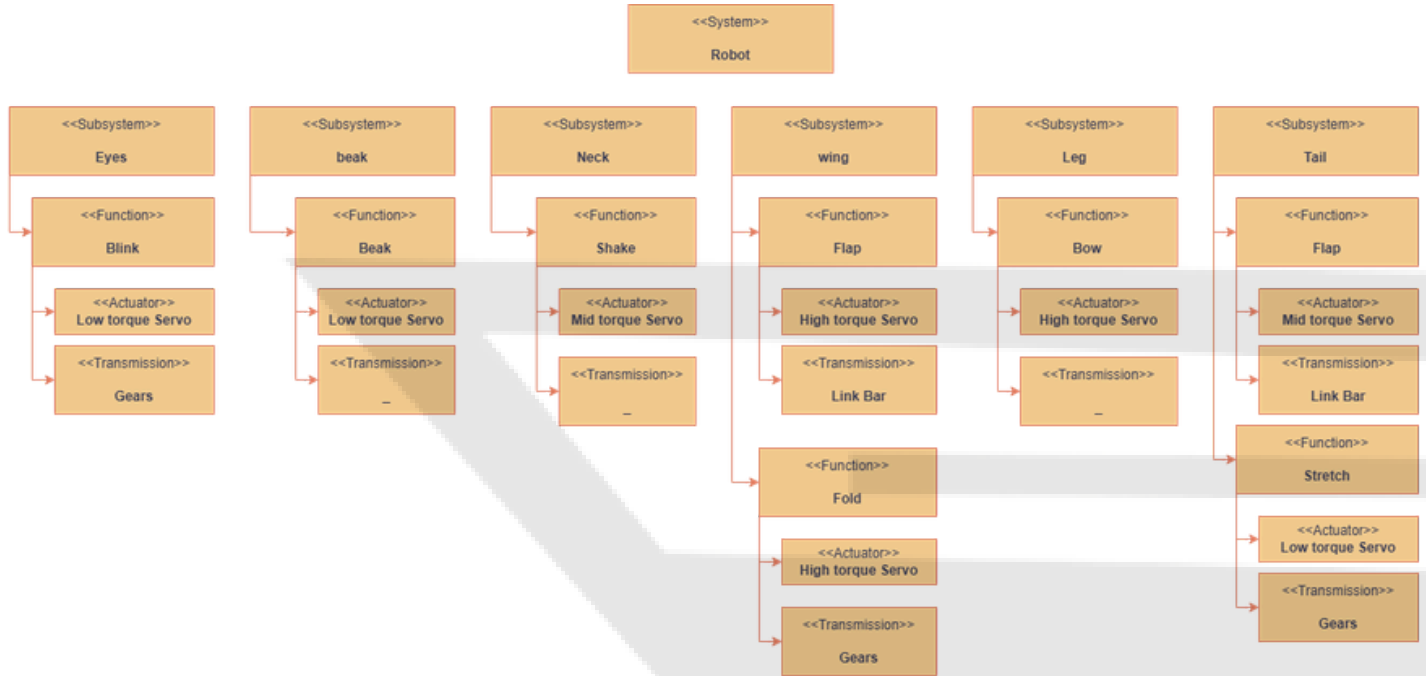 <<System>>
Robot
<<Subsystem>>
Eyes
<<Function>>
Blink
<<Actuator>>
Low torque Servo
<<Transmission>>
Gears
<<Subsystem>>
beak
<<Function>>
Beak
<<Actuator>>
Low torque Servo
<<Transmission>>
_
<<Subsystem>>
Neck
<<Function>>
Shake
<<Actuator>>
Mid torque Servo
<<Transmission>>
_
<<Subsystem>>
wing
<<Function>>
Flap
<<Actuator>>
High torque Servo
<<Transmission>>
Link Bar
<<Function>>
Fold
<<Actuator>>
High torque Servo
<<Transmission>>
Gears
<<Subsystem>>
Leg
<<Function>>
Bow
<<Actuator>>
High torque Servo
<<Transmission>>
_
<<Subsystem>>
Tail
<<Function>>
Flap
<<Actuator>>
Mid torque Servo
<<Transmission>>
Link Bar
<<Function>>
Stretch
<<Actuator>>
Low torque Servo
<<Transmission>>
Gears